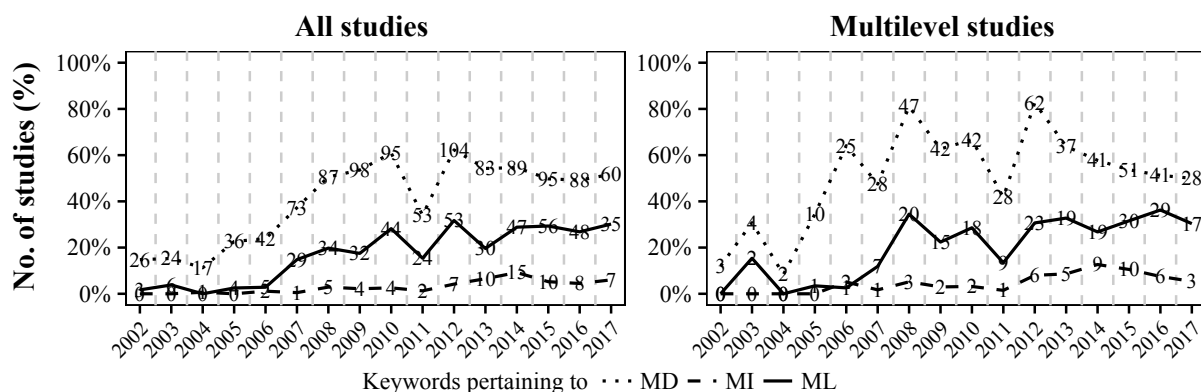 All studies
Multilevel studies
No. of studies (%)
100%
80%
60%
40%
20%
0%
26 24 17 36 42 73 87 98 95 53 104 83 89 95 88 60
3 6 4 5 29 34 32 44 24 53 30 47 56 48 35
0 0 0 0 2 1 5 4 4 2 7 10 15 10 8 7
2002 2003 2004 2005 2006 2007 2008 2009 2010 2011 2012 2013 2014 2015 2016 2017
100%
80%
60%
40%
20%
0%
3 4 2 10 25 28 47 42 42 28 62 37 41 51 41 28
0 2 0 1 1 7 20 15 18 9 23 19 19 30 29 17
0 0 0 0 2 1 3 2 2 1 6 8 9 10 6 3
2002 2003 2004 2005 2006 2007 2008 2009 2010 2011 2012 2013 2014 2015 2016 2017
Keywords pertaining to MD MI ML